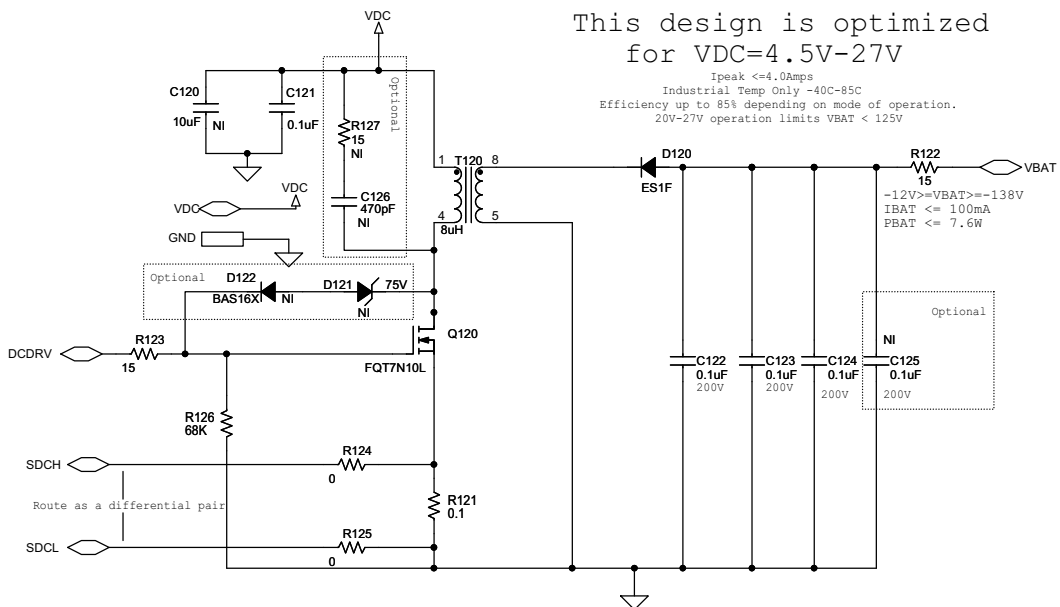 This design is optimized
for VDC=4.5V-27V
Ipeak <=4.0Amps
Industrial Temp Only -40C-85C
Efficiency up to 85% depending on mode of operation.
20V-27V operation limits VBAT < 125V
VDC
C120
10uF
NI
C121
0.1uF
Optional
R127
15
NI
C126
470pF
NI
VDC
VDC
GND
1
T120
8
4
5
8uH
D120
ES1F
R122
15
VBAT
-12V>=VBAT>=-138V
IBAT <= 100mA
PBAT <= 7.6W
Optional
D122
BAS16X
NI
D121
75V
NI
Q120
FQT7N10L
DCDRV
R123
15
R126
68K
C122
0.1uF
200V
C123
0.1uF
200V
C124
0.1uF
200V
Optional
NI
C125
0.1uF
200V
SDCH
R124
0
Route as a differential pair
R121
0.1
SDCL
R125
0